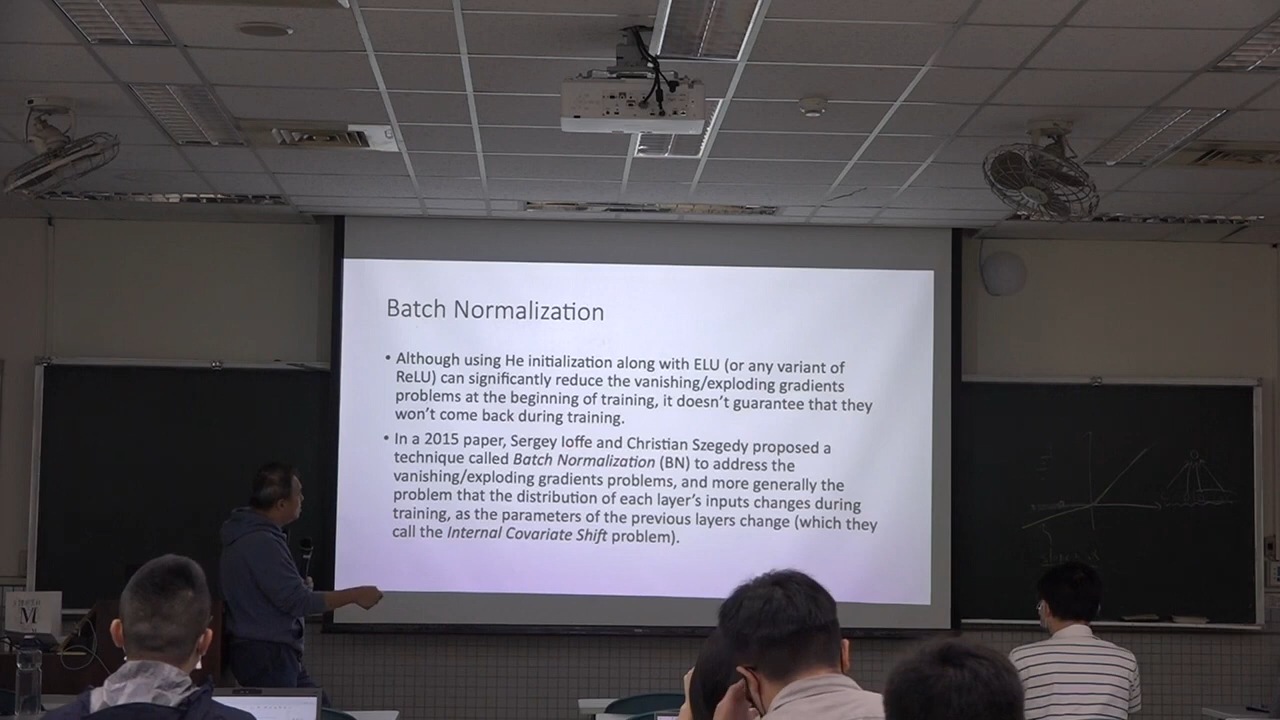 Batch Normalization
• Although using He initialization along with ELU (or any variant of
ReLU) can significantly reduce the vanishing/exploding gradients
problems at the beginning of training, it doesn't guarantee that they
won't come back during training.
• In a 2015 paper, Sergey Ioffe and Christian Szegedy proposed a
technique called Batch Normalization (BN) to address the
vanishing/exploding gradients problems, and more generally the
problem that the distribution of each layer's inputs changes during
training, as the parameters of the previous layers change (which they
call the Internal Covariate Shift problem).
M